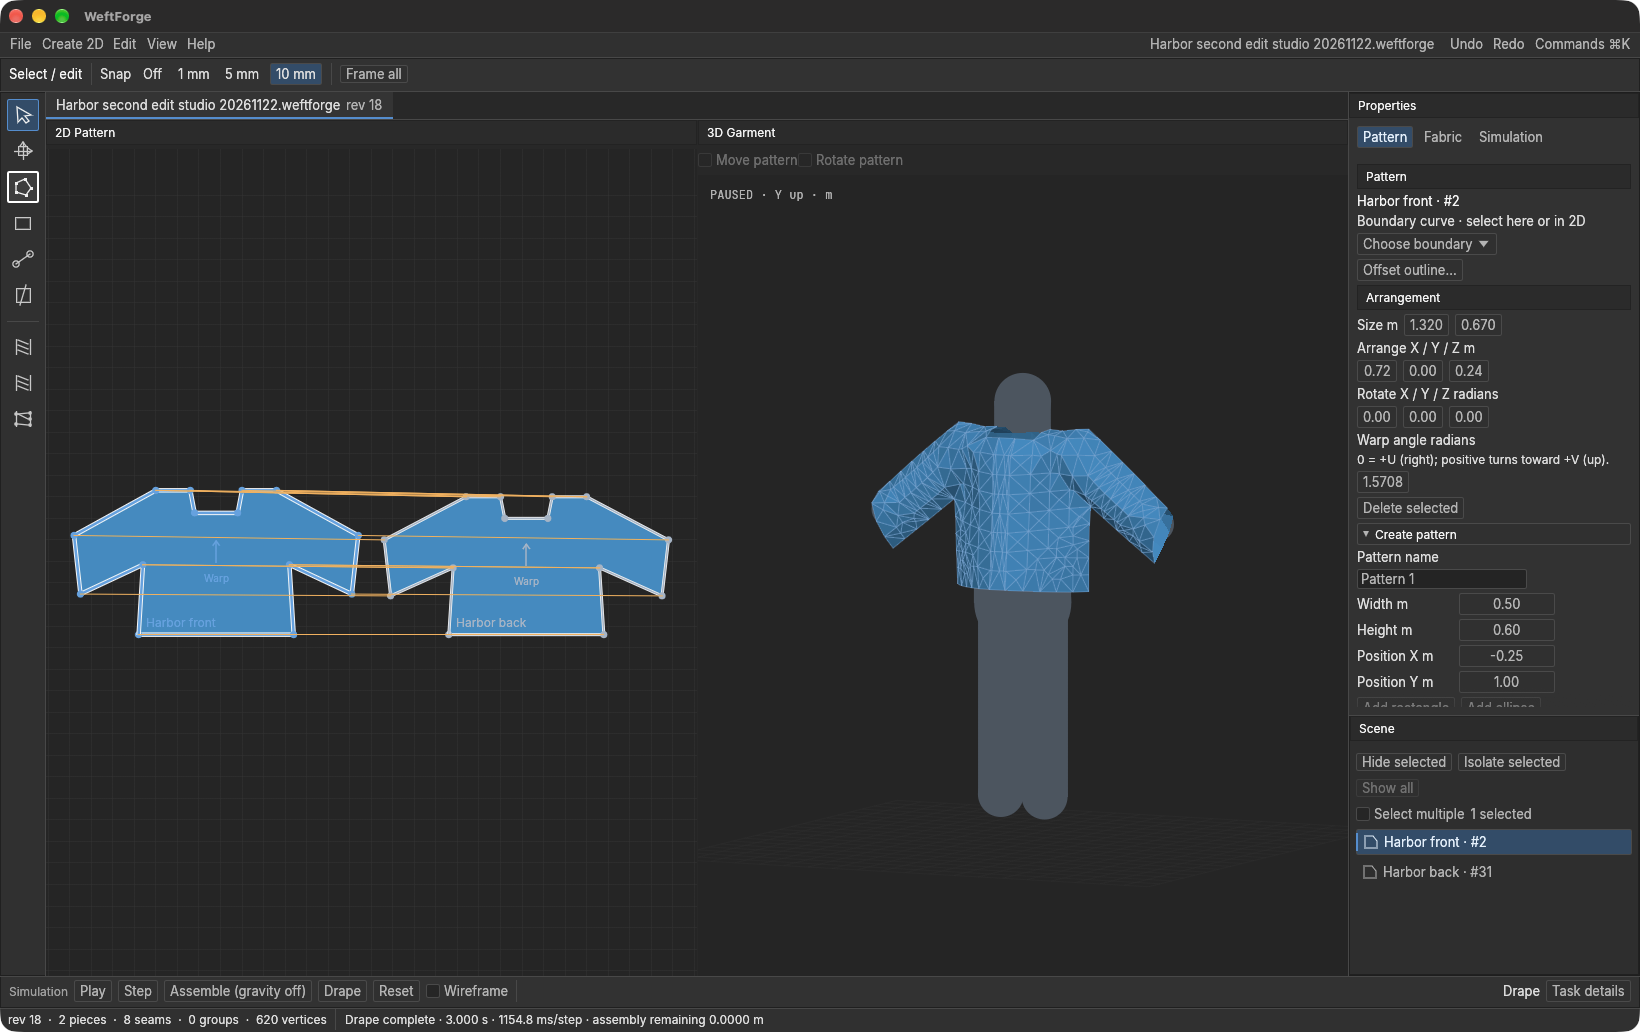 WeftForge
File Create 2D Edit View Help
Harbor second edit studio 20261122.weftforge Undo Redo Commands ⌘K
Select / edit Snap Off 1 mm 5 mm 10 mm Frame all
Harbor second edit studio 20261122.weftforge rev 18
2D Pattern
3D Garment
Move pattern Rotate pattern
PAUSED · Y up · m
Warp
Harbor front
Warp
Harbor back
Properties
Pattern Fabric Simulation
Pattern
Harbor front · #2
Boundary curve · select here or in 2D
Choose boundary
Offset outline...
Arrangement
Size m 1.320 0.670
Arrange X / Y / Z m
0.72 0.00 0.24
Rotate X / Y / Z radians
0.00 0.00 0.00
Warp angle radians
0 = +U (right); positive turns toward +V (up).
1.5708
Delete selected
Create pattern
Pattern name
Pattern 1
Width m 0.50
Height m 0.60
Position X m -0.25
Position Y m 1.00
Add rectangle Add ellipse
Scene
Hide selected Isolate selected
Show all
Select multiple 1 selected
Harbor front · #2
Harbor back · #31
Simulation Play Step Assemble (gravity off) Drape Reset Wireframe
Drape Task details
rev 18 · 2 pieces · 8 seams · 0 groups · 620 vertices
Drape complete · 3.000 s · 1154.8 ms/step · assembly remaining 0.0000 m